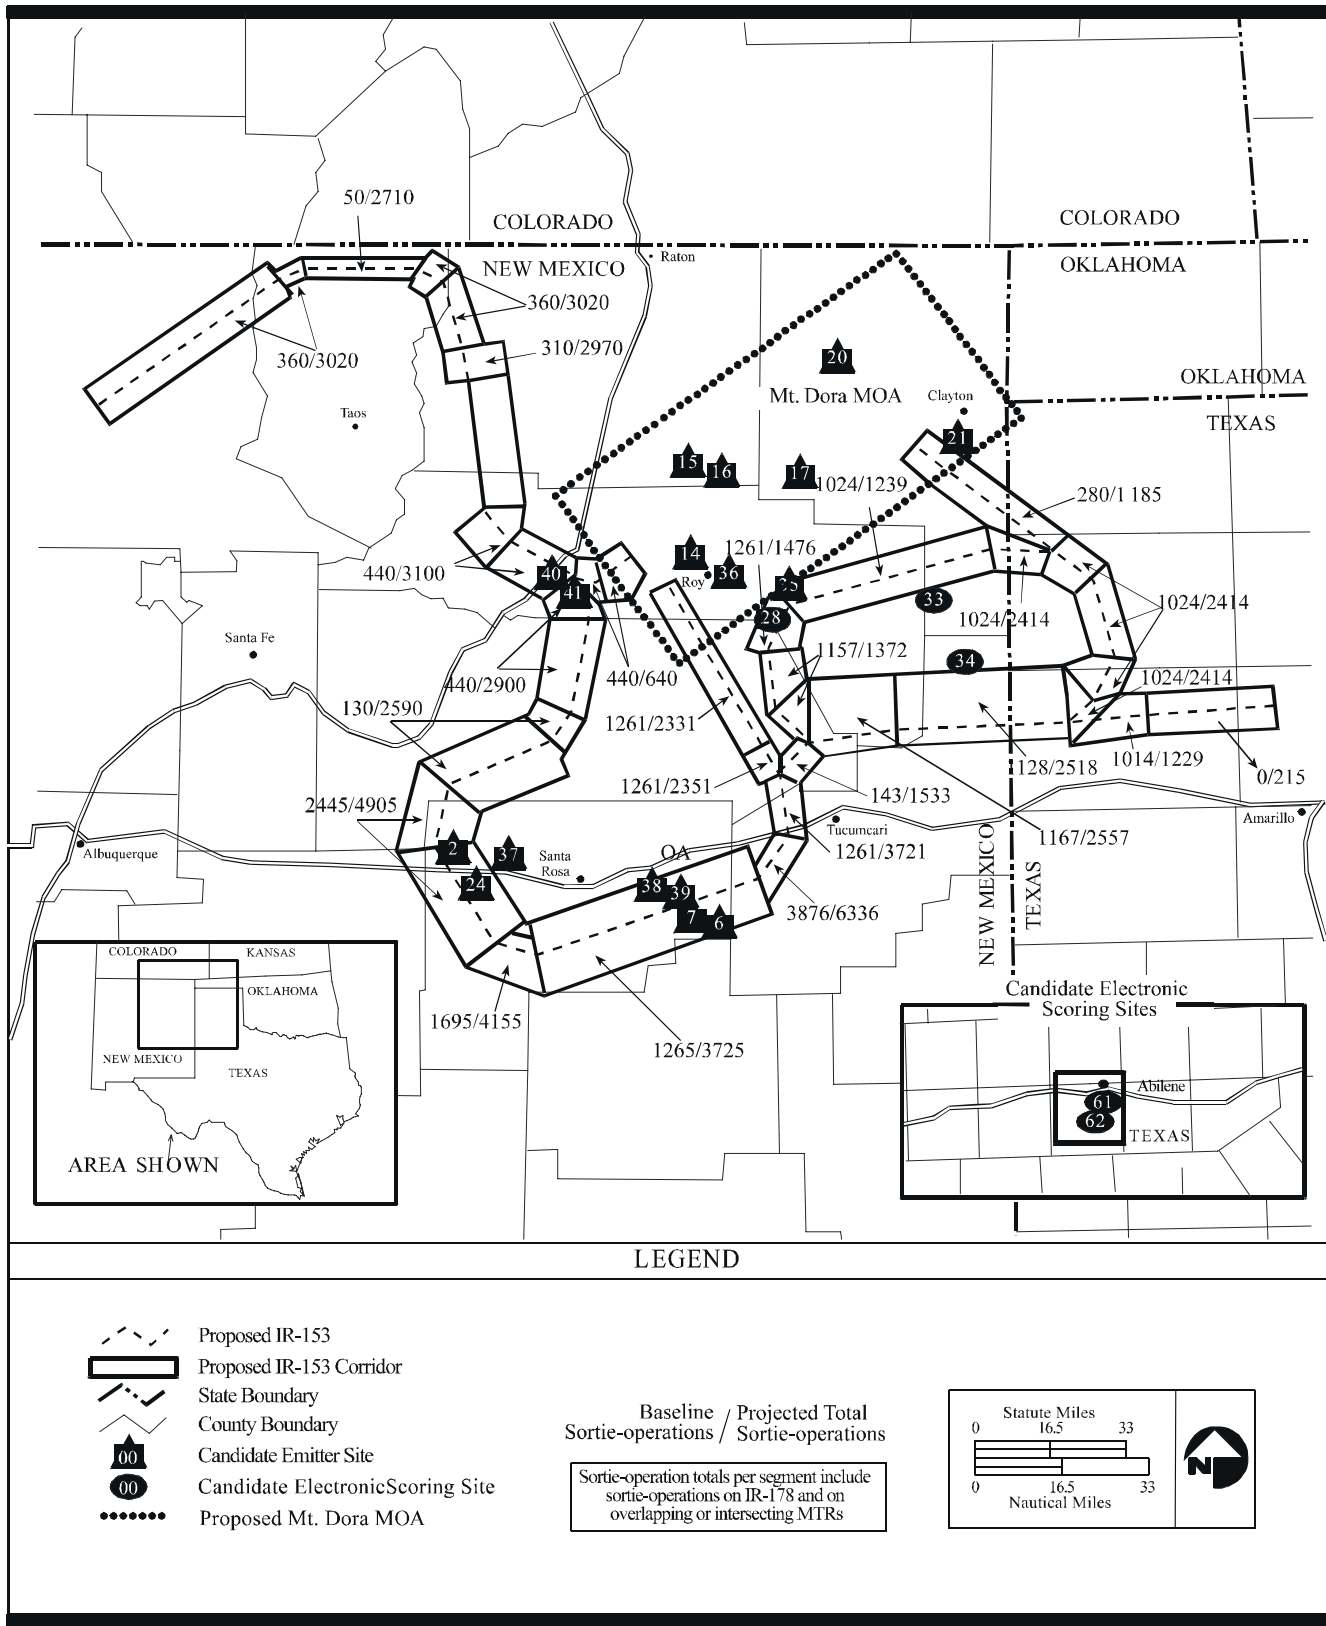 50/2710
COLORADO
COLORADO
NEW MEXICO
Raton
OKLAHOMA
360/3020
360/3020
310/2970
20
Mt. Dora MOA
OKLAHOMA
Clayton
TEXAS
Taos
21
15
16
17
1024/1239
280/1185
14
1261/1476
440/3100
40
41
Roy
36
35
33
1024/2414
1024/2414
28
Santa Fe
1157/1372
34
440/2900
440/640
1024/2414
130/2590
1261/2331
1014/1229
128/2518
0/215
1261/2351
143/1533
2445/4905
Tucumcari
Amarillo
1167/2557
Albuquerque
2
37
Santa
Rosa
OA
1261/3721
24
38
39
7
6
3876/6336
NEW MEXICO
TEXAS
COLORADO
KANSAS
OKLAHOMA
NEW MEXICO
TEXAS
AREA SHOWN
1695/4155
1265/3725
Candidate Electronic
Scoring Sites
Abilene
61
62
TEXAS
LEGEND
Proposed IR-153
Proposed IR-153 Corridor
State Boundary
County Boundary
00 Candidate Emitter Site
00 Candidate ElectronicScoring Site
Proposed Mt. Dora MOA
Baseline / Projected Total
Sortie-operations / Sortie-operations
Sortie-operation totals per segment include
sortie-operations on IR-178 and on
overlapping or intersecting MTRs
Statute Miles
0 16.5 33
0 16.5 33
Nautical Miles
N